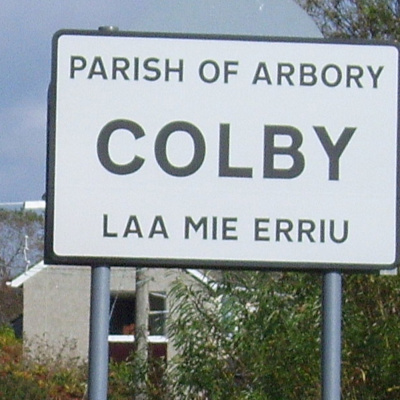 PARISH OF ARBORY
COLBY
LAA MIE ERRIU